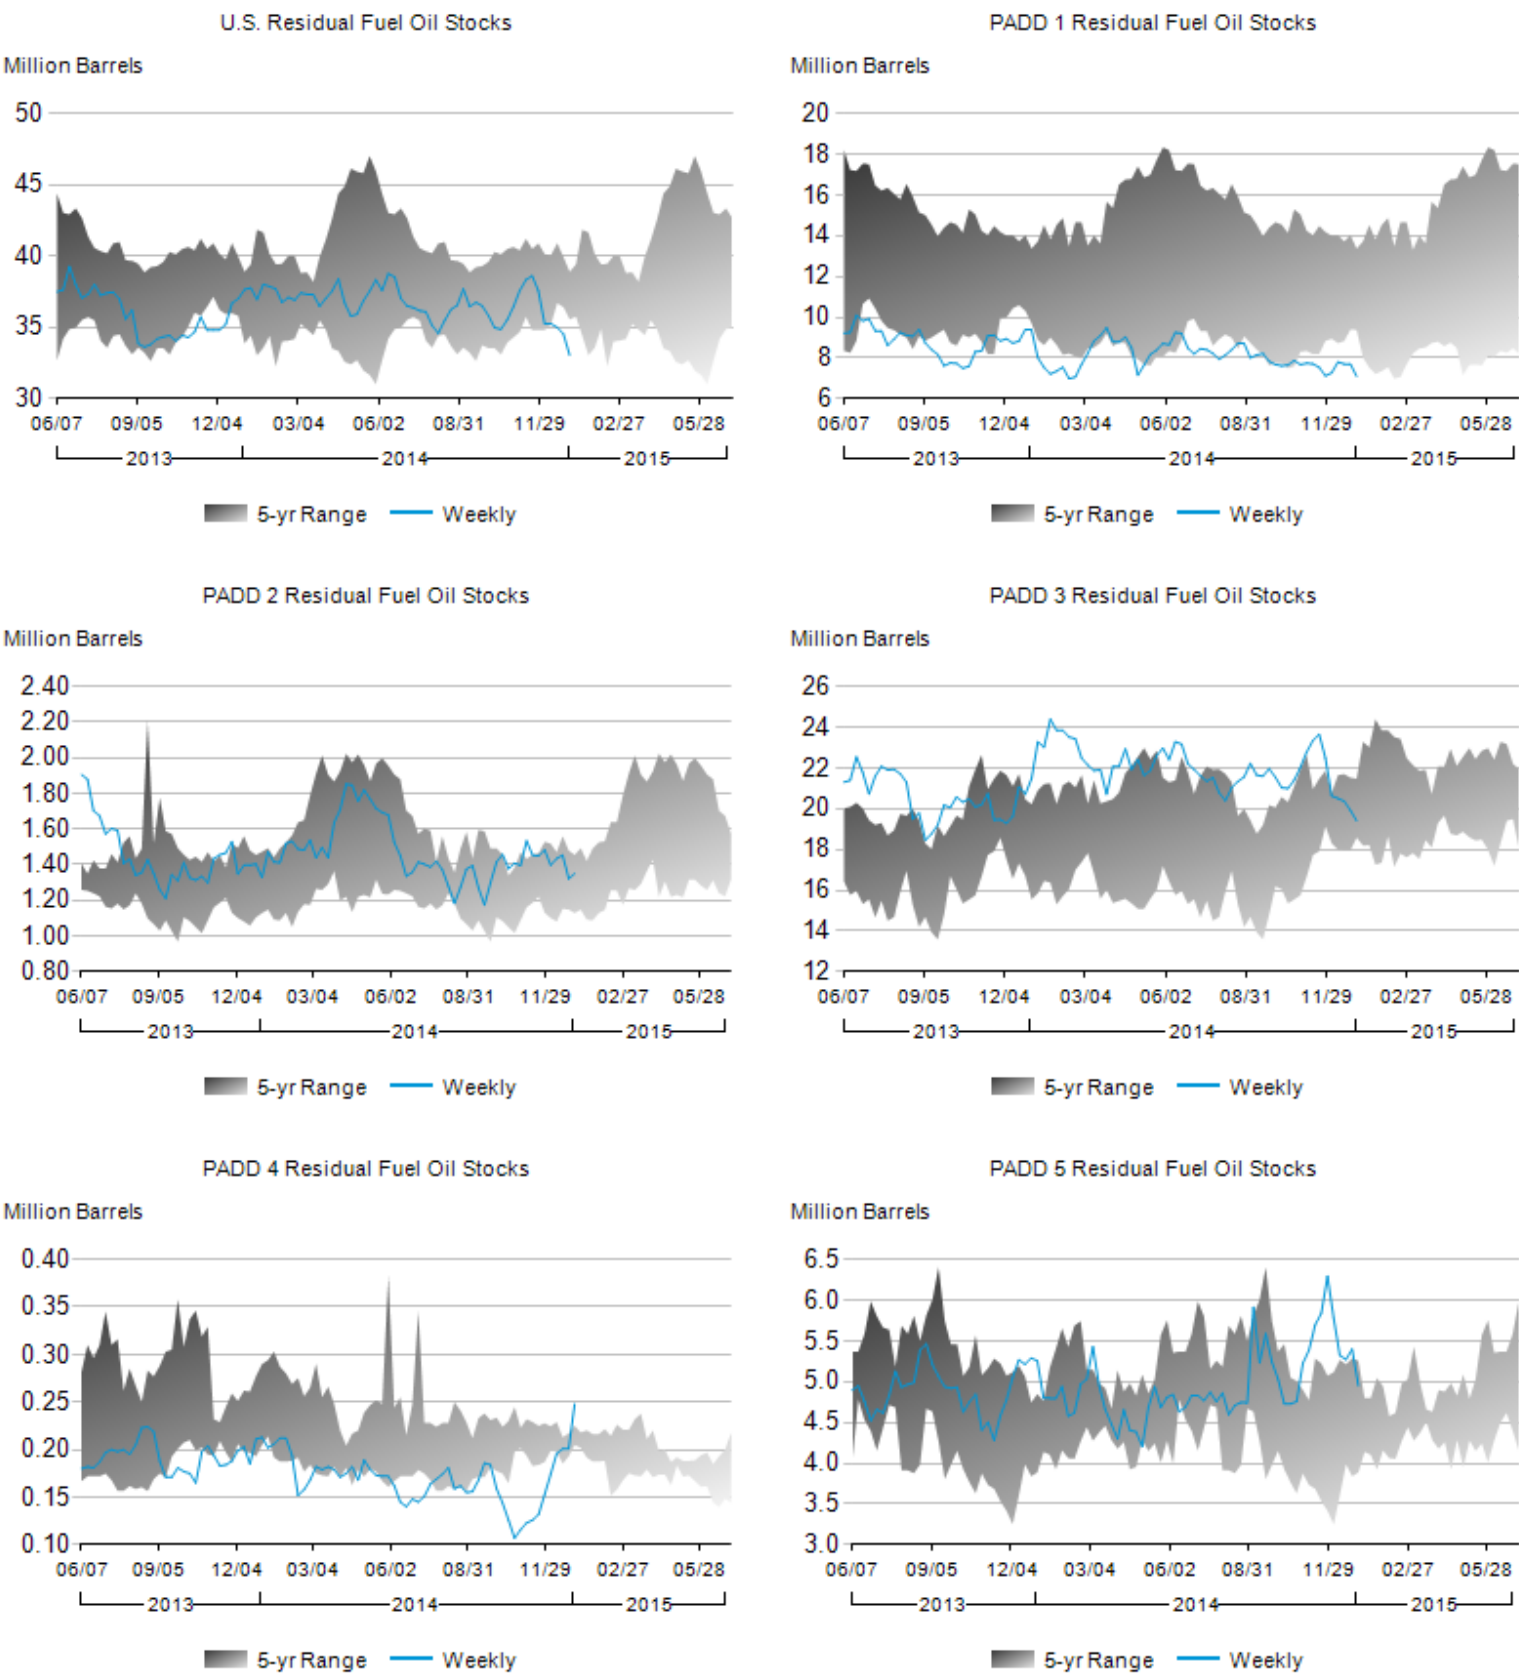 U.S. Residual Fuel Oil Stocks
Million Barrels
50
45
40
35
30
06/07 09/05 12/04 03/04 06/02 08/31 11/29 02/27 05/28
2013 2014 2015
5-yr Range Weekly
PADD 1 Residual Fuel Oil Stocks
Million Barrels
20
18
16
14
12
10
8
6
06/07 09/05 12/04 03/04 06/02 08/31 11/29 02/27 05/28
2013 2014 2015
5-yr Range Weekly
PADD 2 Residual Fuel Oil Stocks
Million Barrels
2.40
2.20
2.00
1.80
1.60
1.40
1.20
1.00
0.80
06/07 09/05 12/04 03/04 06/02 08/31 11/29 02/27 05/28
2013 2014 2015
5-yr Range Weekly
PADD 3 Residual Fuel Oil Stocks
Million Barrels
26
24
22
20
18
16
14
12
06/07 09/05 12/04 03/04 06/02 08/31 11/29 02/27 05/28
2013 2014 2015
5-yr Range Weekly
PADD 4 Residual Fuel Oil Stocks
Million Barrels
0.40
0.35
0.30
0.25
0.20
0.15
0.10
06/07 09/05 12/04 03/04 06/02 08/31 11/29 02/27 05/28
2013 2014 2015
5-yr Range Weekly
PADD 5 Residual Fuel Oil Stocks
Million Barrels
6.5
6.0
5.5
5.0
4.5
4.0
3.5
3.0
06/07 09/05 12/04 03/04 06/02 08/31 11/29 02/27 05/28
2013 2014 2015
5-yr Range Weekly